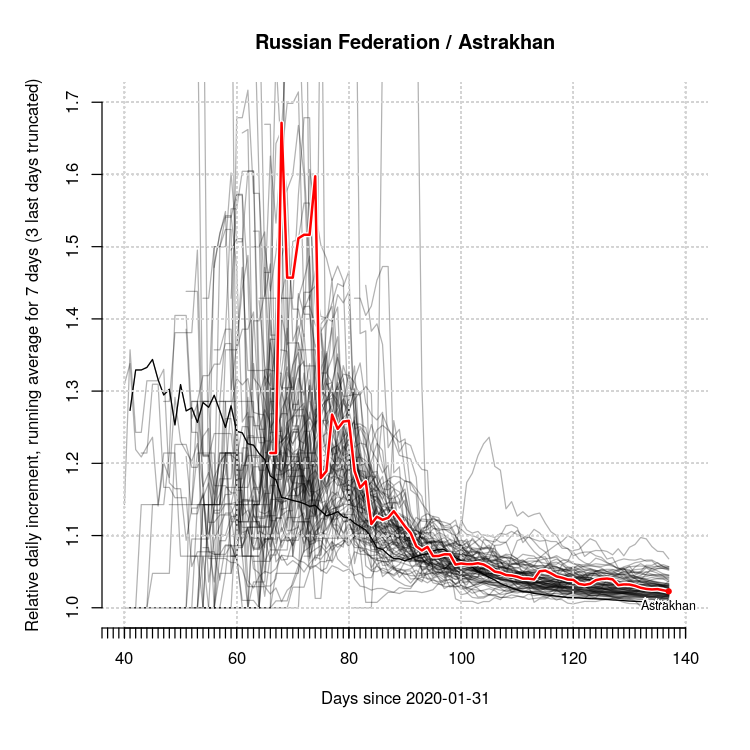 Russian Federation / Astrakhan
Relative daily increment, running average for 7 days (3 last days truncated)
1.7
1.6
1.5
1.4
1.3
1.2
1.1
1.0
Astrakhan
40 60 80 100 120 140
Days since 2020-01-31